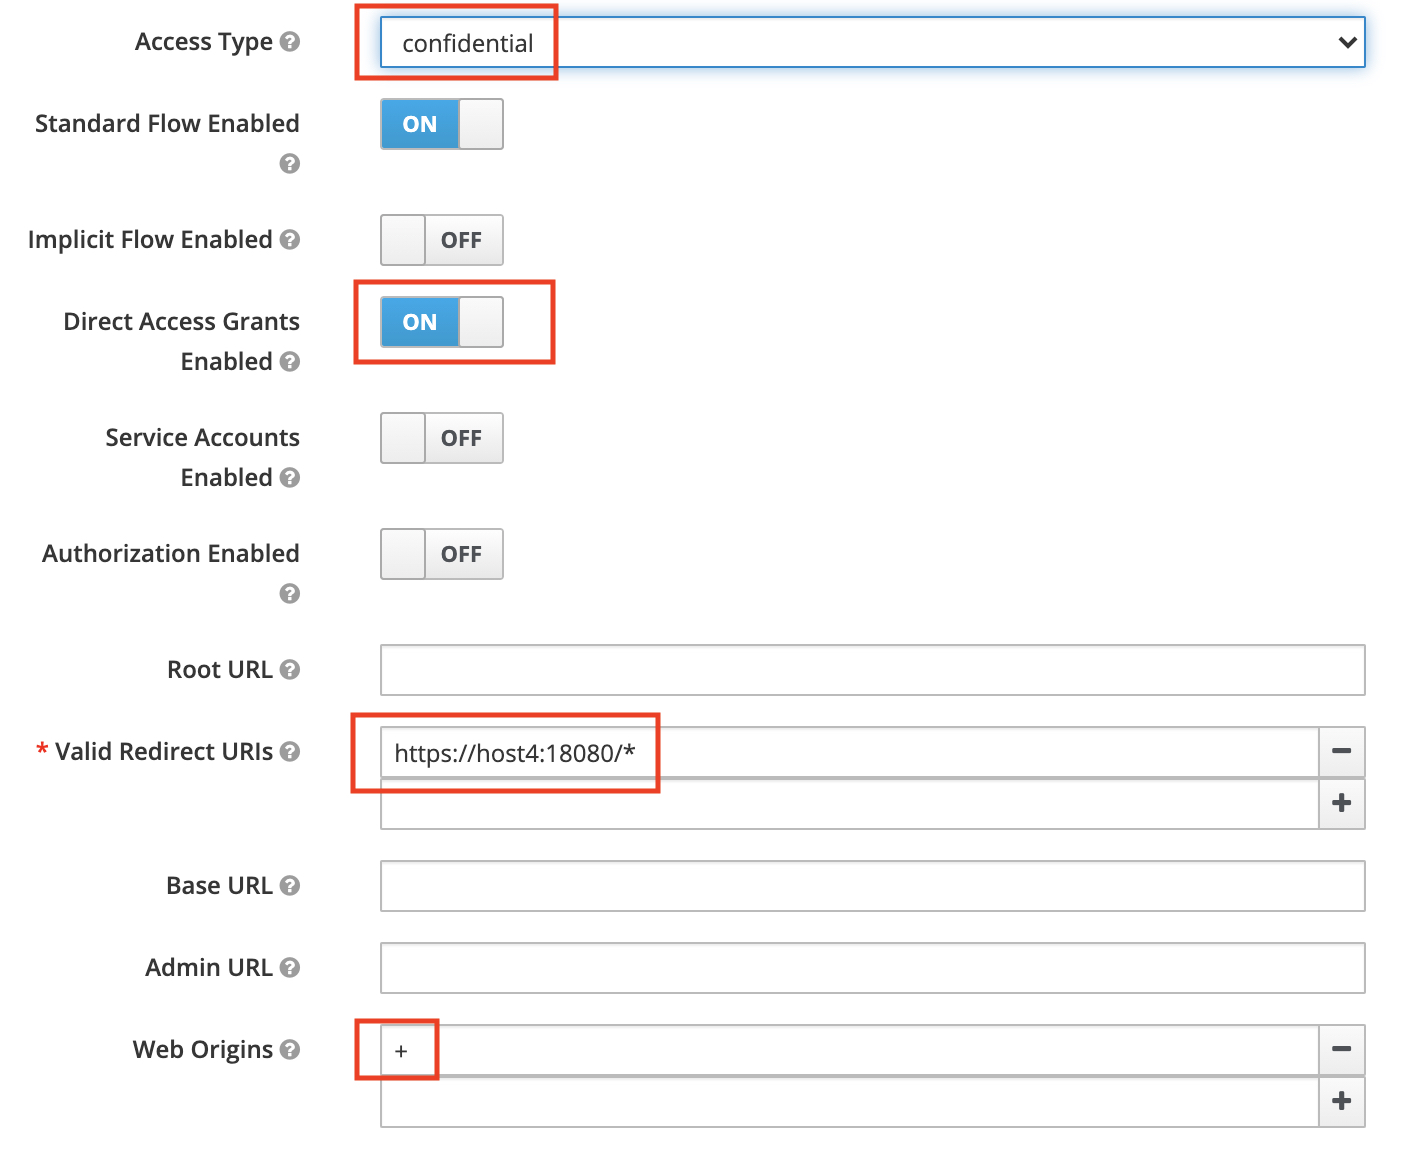 Access Type ?
confidential
Standard Flow Enabled
?
ON
Implicit Flow Enabled ?
OFF
Direct Access Grants
Enabled ?
ON
Service Accounts
Enabled ?
OFF
Authorization Enabled
?
OFF
Root URL ?
* Valid Redirect URIs ?
https://host4:18080/*
Base URL ?
Admin URL ?
Web Origins ?
+